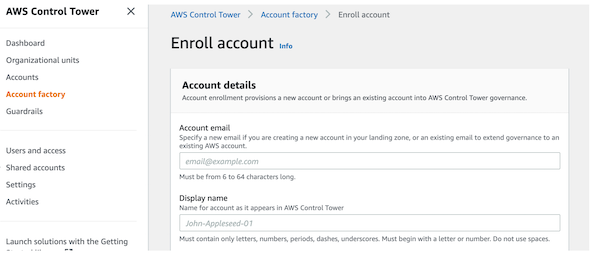 AWS Control Tower
×
Dashboard
Organizational units
Accounts
Account factory
Guardrails
Users and access
Shared accounts
Settings
Activities
Launch solutions with the Getting
AWS Control Tower > Account factory > Enroll account
Enroll account Info
Account details
Account enrollment provisions a new account or brings an existing account into AWS Control Tower governance.
Account email
Specify a new email if you are creating a new account in your landing zone, or an existing email to extend governance to an
existing AWS account.
email@example.com
Must be from 6 to 64 characters long.
Display name
Name for account as it appears in AWS Control Tower
John-Appleseed-01
Must contain only letters, numbers, periods, dashes, underscores. Must begin with a letter or number. Do not use spaces.